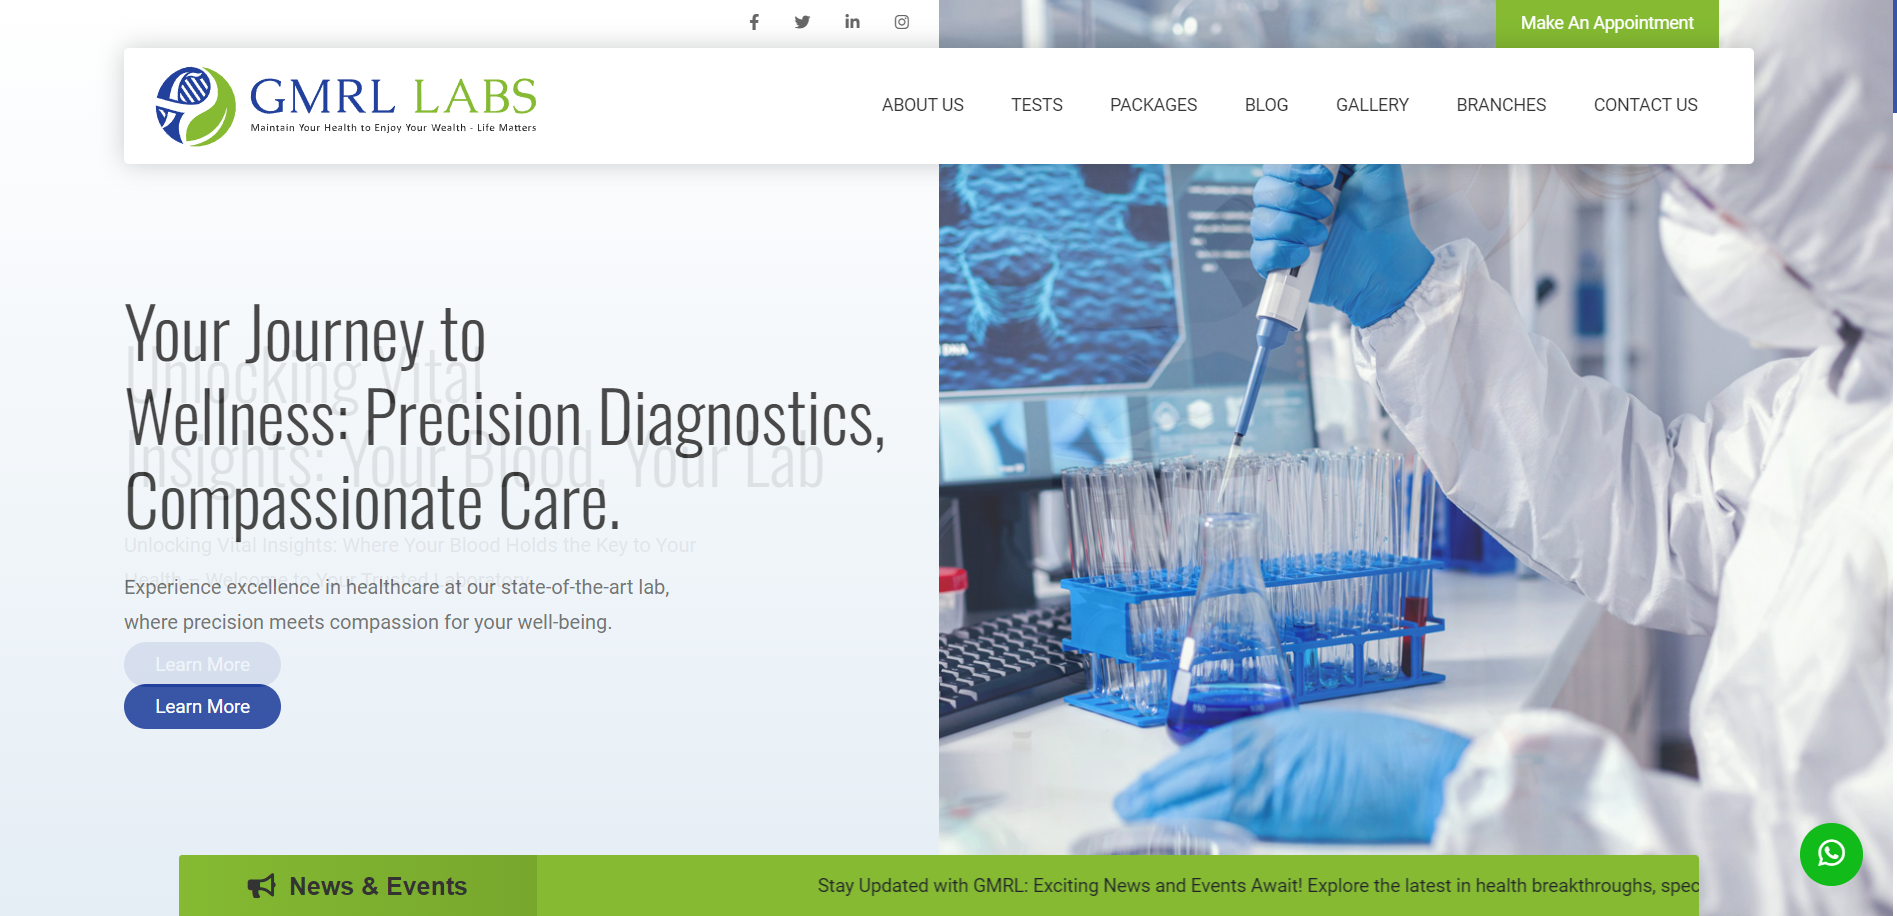 Make An Appointment
GMRL LABS
Maintain Your Health to Enjoy Your Wealth - Life Matters
ABOUT US
TESTS
PACKAGES
BLOG
GALLERY
BRANCHES
CONTACT US
Your Journey to
Wellness: Precision Diagnostics,
Compassionate Care.
Unlocking Vital
Insights: Your Blood, Your Lab
Unlocking Vital Insights: Where Your Blood Holds the Key to Your
Health – Welcome to Your Trusted Laboratory
Experience excellence in healthcare at our state-of-the-art lab,
where precision meets compassion for your well-being.
Learn More
Learn More
DNA
News & Events
Stay Updated with GMRL: Exciting News and Events Await! Explore the latest in health breakthroughs, spec